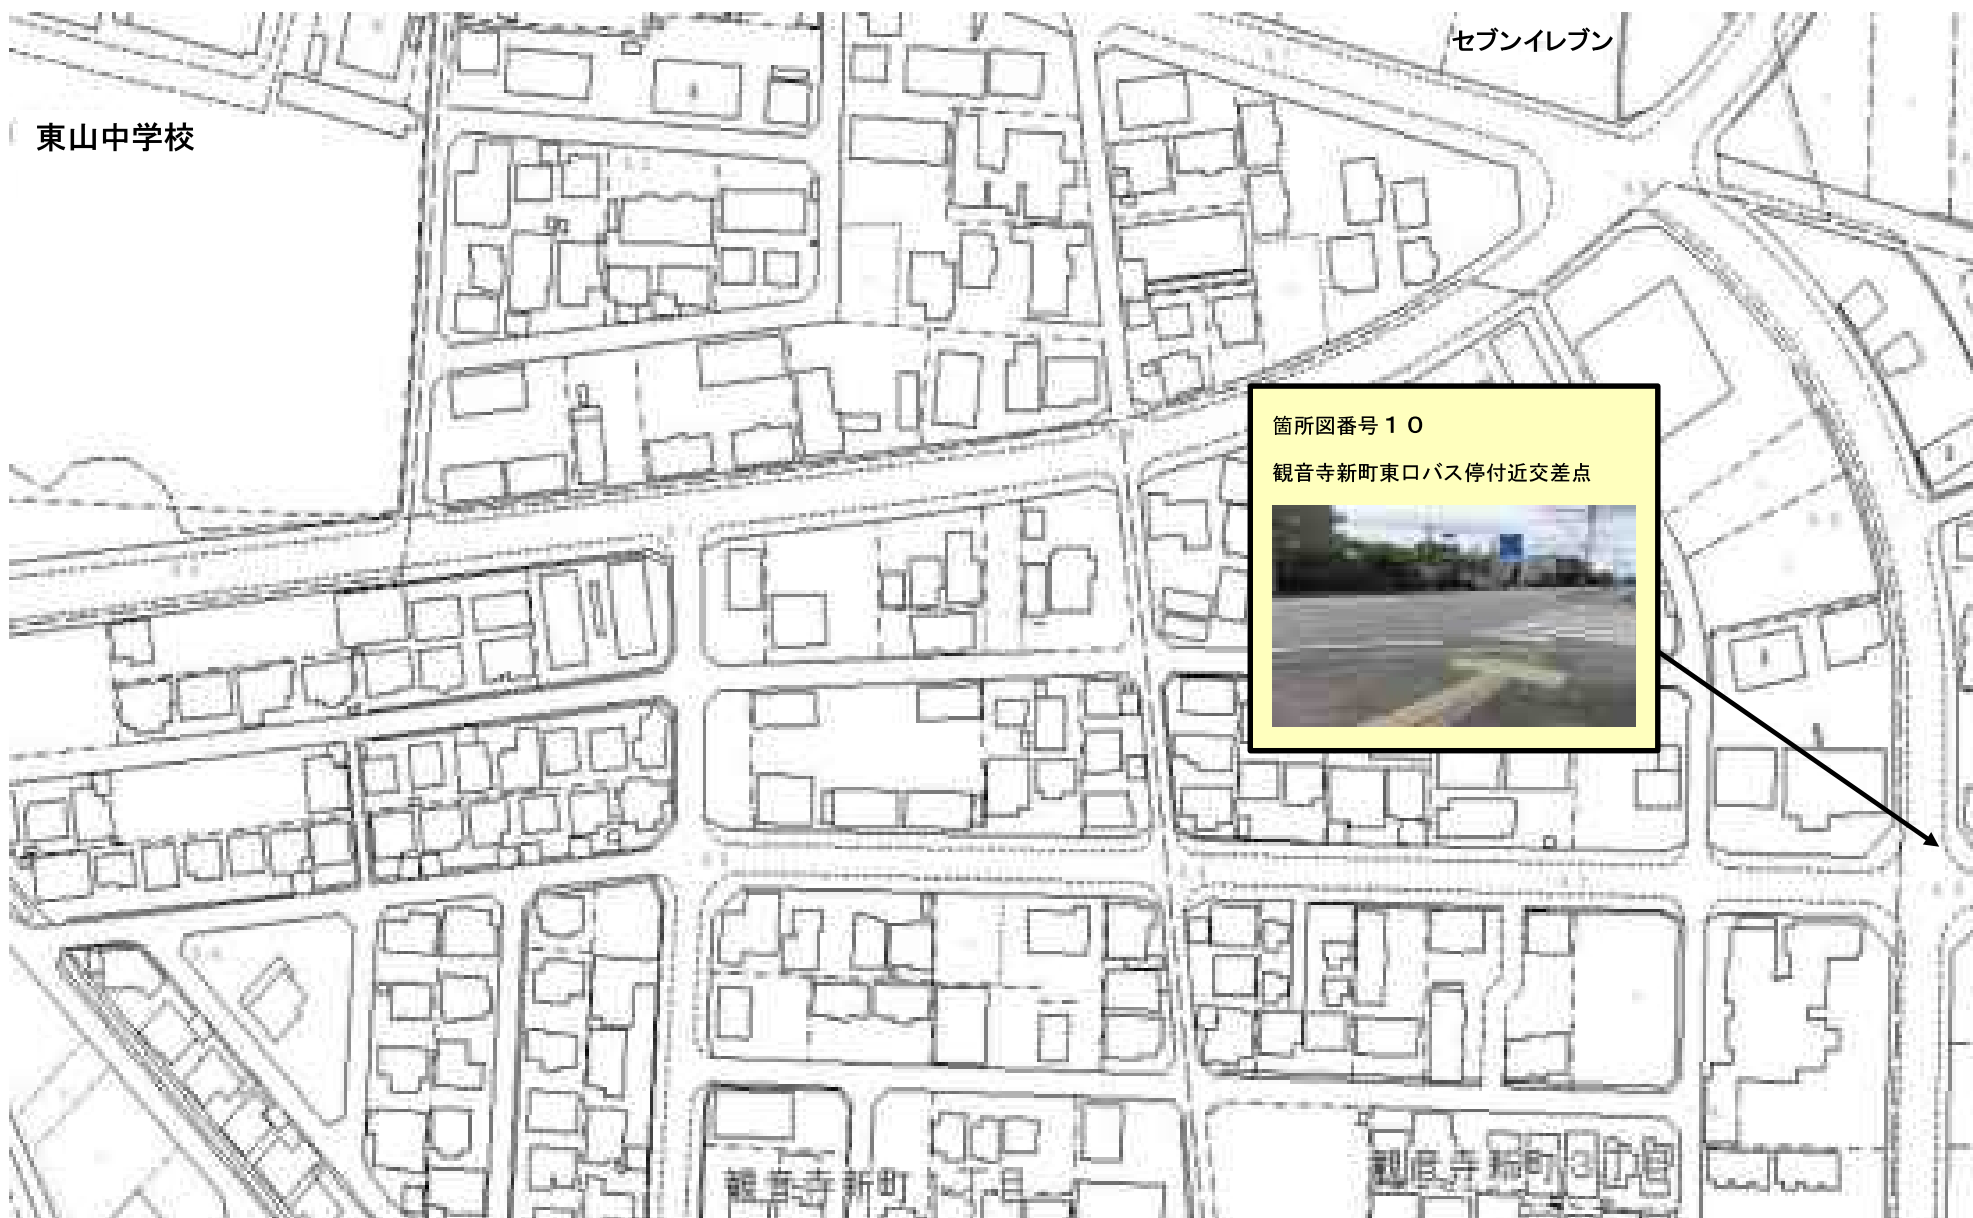 セブンイレブン
東山中学校
箇所図番号１０
観音寺新町東口バス停付近交差点
観音寺新町
観音寺新町3丁目